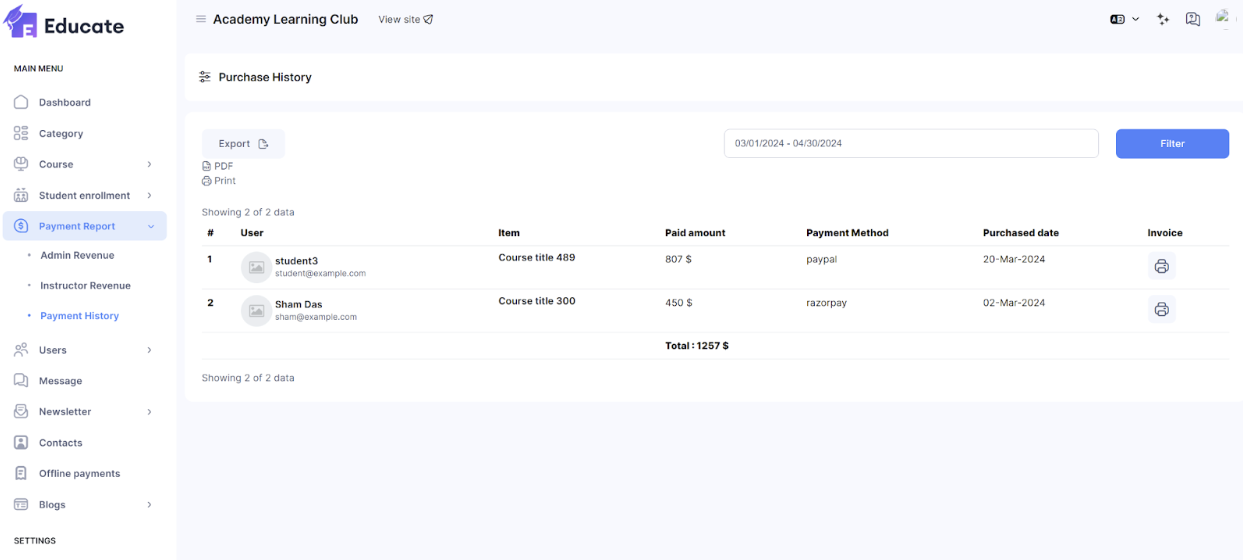 Educate
Academy Learning Club View site
MAIN MENU
Dashboard
Category
Course
Student enrollment
Payment Report
Admin Revenue
Instructor Revenue
Payment History
Users
Message
Newsletter
Contacts
Offline payments
Blogs
SETTINGS
Purchase History
Export
PDF
Print
03/01/2024 - 04/30/2024
Filter
Showing 2 of 2 data
# User Item Paid amount Payment Method Purchased date Invoice
1 student3 Course title 489 807 $ paypal 20-Mar-2024
student@example.com
2 Sham Das Course title 300 450 $ razorpay 02-Mar-2024
sham@example.com
Total : 1257 $
Showing 2 of 2 data